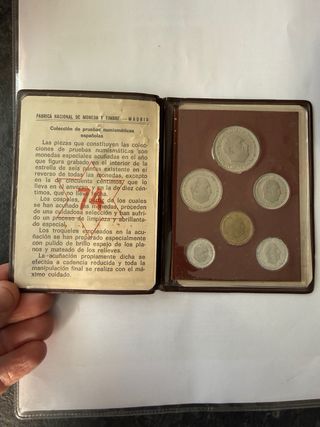 FABRICA NACIONAL DE MONEDA Y TIMBRE. — MADRID
Colección de pruebas numismáticas
españolas
Las piezas que constituyen las colec-
ciones de pruebas numismáticas son
monedas especiales acuñadas en el año
que figura grabado en el interior de la
estrella de seis puntas existente en el
reverso de todas las monedas, excepto
en la de cincuenta céntimos, que lo
lleva en el anverso y en la diez cén-
timos, que no lo lleva.
Los cospeles, a partir de los cuales
se han acuñado las monedas, proceden
de una cuidadosa selección y han sufri-
do un proceso de limpieza y abrillanta-
do especial.
Los troqueles empleados en la acu-
ñación se han preparado especialmente
con pulido de brillo espejo de los pla-
nos y mateado de los relieves.
La acuñación propiamente dicha se
efectúa a cadencia reducida y toda la
manipulación final se realiza con el má-
ximo cuidado.
74